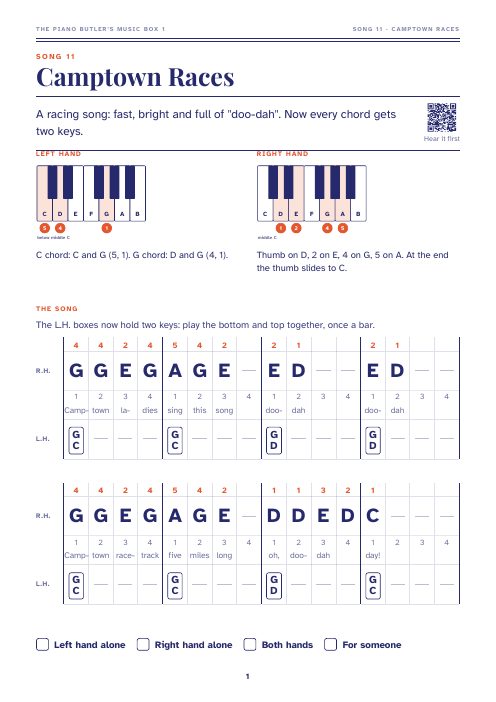 THE PIANO BUTLER'S MUSIC BOX 1
SONG 11 - CAMPTOWN RACES
SONG 11
Camptown Races
A racing song: fast, bright and full of "doo-dah". Now every chord gets
two keys.
Hear it first
LEFT HAND
RIGHT HAND
C D E F G A B
C D E F G A B
5 4 1
1 2 4 5
below middle C
middle C
C chord: C and G (5, 1). G chord: D and G (4, 1).
Thumb on D, 2 on E, 4 on G, 5 on A. At the end
the thumb slides to C.
THE SONG
The L.H. boxes now hold two keys: play the bottom and top together, once a bar.
4 4 2 4 5 4 2 2 1 2 1
R.H. G G E G A G E — E D E D
1 2 3 4 1 2 3 4 1 2 3 4 1 2 3 4
Camp- town la- dies sing this song doo- dah doo- dah
G — — — G — — — G — — — G — — —
L.H.
C C D D
4 4 2 4 5 4 2 1 1 3 2 1
R.H. G G E G A G E — D D E D C — — —
1 2 3 4 1 2 3 4 1 2 3 4 1 2 3 4
Camp- town race- track five miles long oh, doo- dah day!
G — — — G — — — G — — — G — — —
L.H.
C C D C
Left hand alone Right hand alone Both hands For someone
1